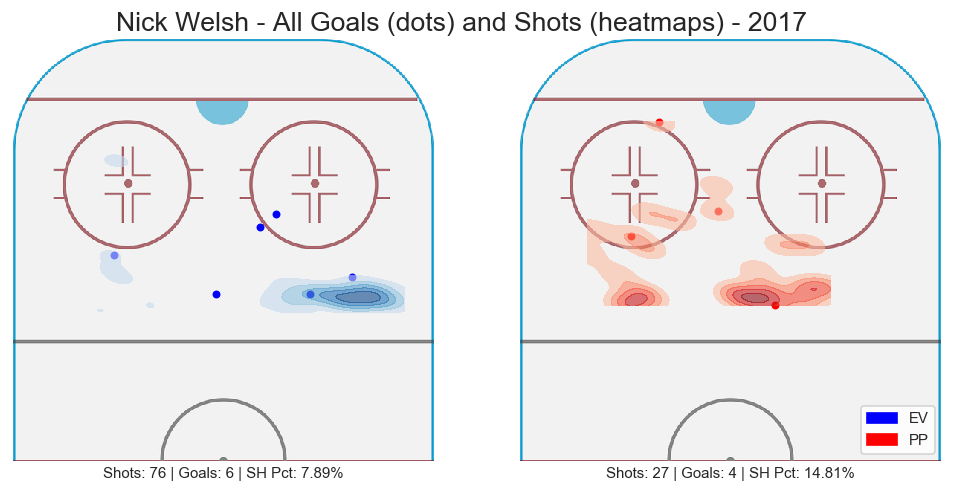 Nick Welsh - All Goals (dots) and Shots (heatmaps) - 2017
EV
PP
Shots: 76 | Goals: 6 | SH Pct: 7.89%
Shots: 27 | Goals: 4 | SH Pct: 14.81%